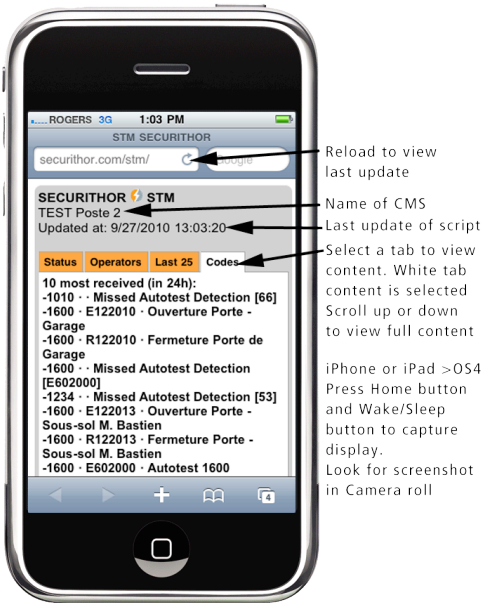 ROGERS 3G 1:03 PM
STM SECURITHOR
securithor.com/stm/ Google
SECURITHOR STM
TEST Poste 2
Updated at: 9/27/2010 13:03:20
Status Operators Last 25 Codes
10 most received (in 24h):
-1010 · · Missed Autotest Detection [66]
-1600 · E122010 · Ouverture Porte -
Garage
-1600 · R122010 · Fermeture Porte de
Garage
-1600 · · Missed Autotest Detection
[E602000]
-1234 · · Missed Autotest Detection [53]
-1600 · E122013 · Ouverture Porte -
Sous-sol M. Bastien
-1600 · R122013 · Fermeture Porte -
Sous-sol M. Bastien
-1600 · E602000 · Autotest 1600
4
Reload to view
last update
Name of CMS
Last update of script
Select a tab to view
content. White tab
content is selected
Scroll up or down
to view full content
iPhone or iPad >OS4
Press Home button
and Wake/Sleep
button to capture
display.
Look for screenshot
in Camera roll